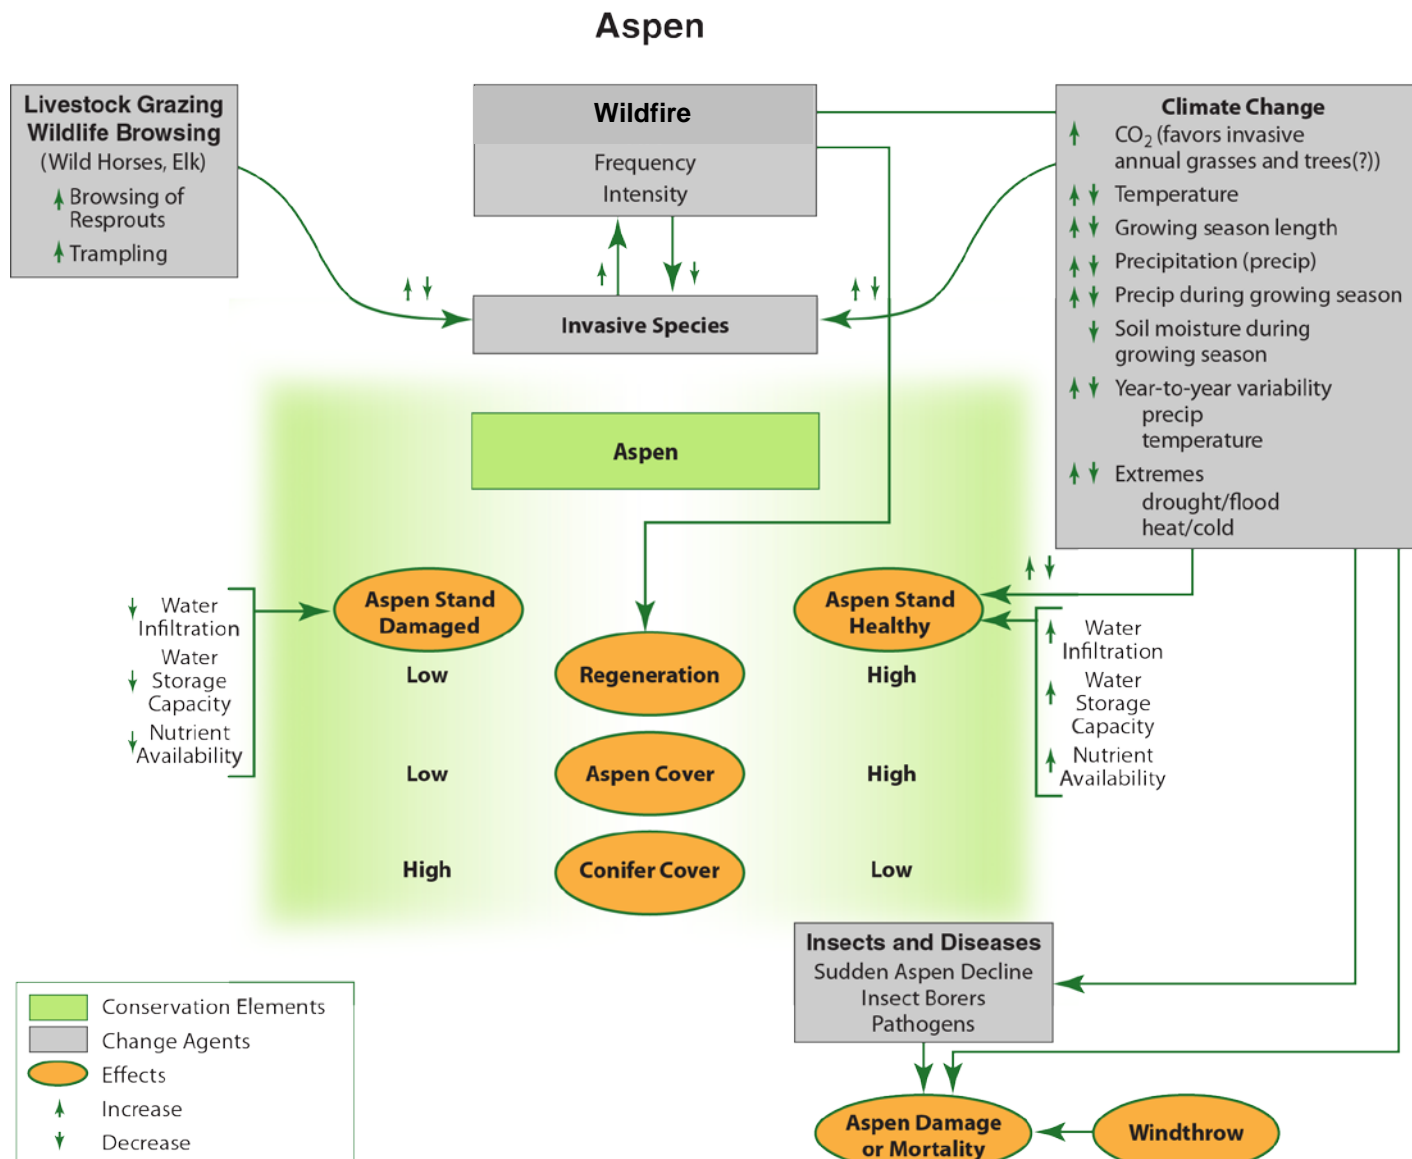 Aspen
Livestock Grazing
Wildlife Browsing
(Wild Horses, Elk)
Browsing of
Resprouts
Trampling
Wildfire
Frequency
Intensity
Climate Change
CO₂ (favors invasive
annual grasses and trees(?))
Temperature
Growing season length
Precipitation (precip)
Precip during growing season
Soil moisture during
growing season
Year-to-year variability
precip
temperature
Extremes
drought/flood
heat/cold
Invasive Species
Aspen
Water
Infiltration
Water
Storage
Capacity
Nutrient
Availability
Aspen Stand
Damaged
Low
Low
High
Regeneration
Aspen Cover
Conifer Cover
Aspen Stand
Healthy
High
High
Low
Water
Infiltration
Water
Storage
Capacity
Nutrient
Availability
Insects and Diseases
Sudden Aspen Decline
Insect Borers
Pathogens
Aspen Damage
or Mortality
Windthrow
Conservation Elements
Change Agents
Effects
Increase
Decrease